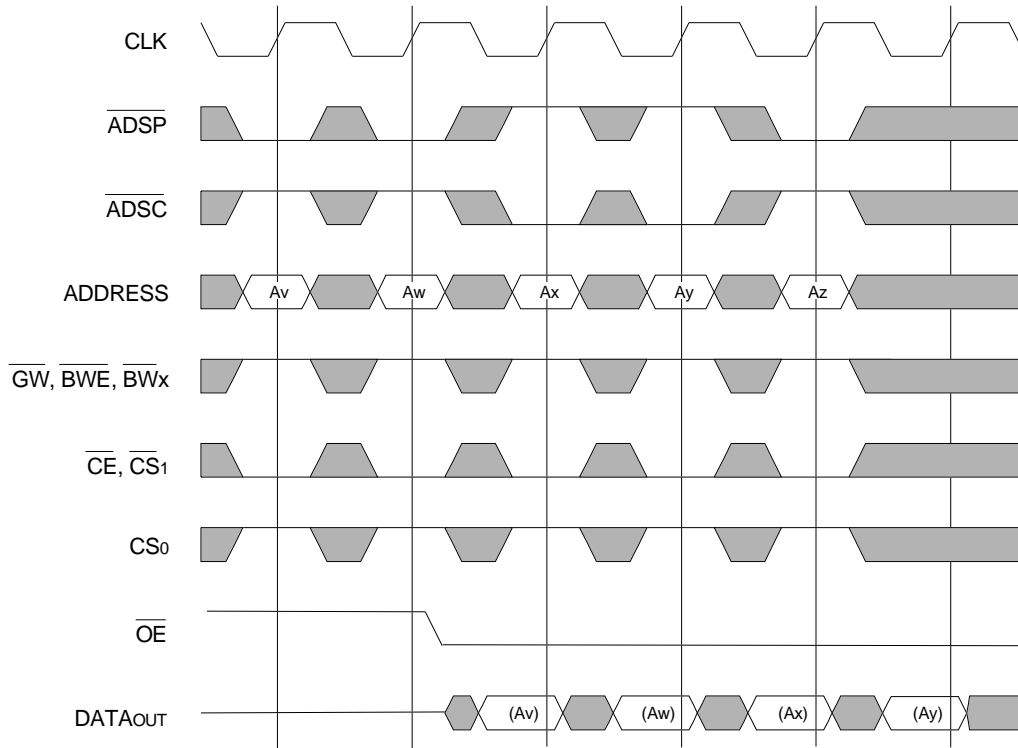 CLK
ADSP
ADSC
ADDRESS Av Aw Ax Ay Az
GW, BWE, BWx
CE, CS1
CS0
OE
DATAOUT (Av) (Aw) (Ax) (Ay)